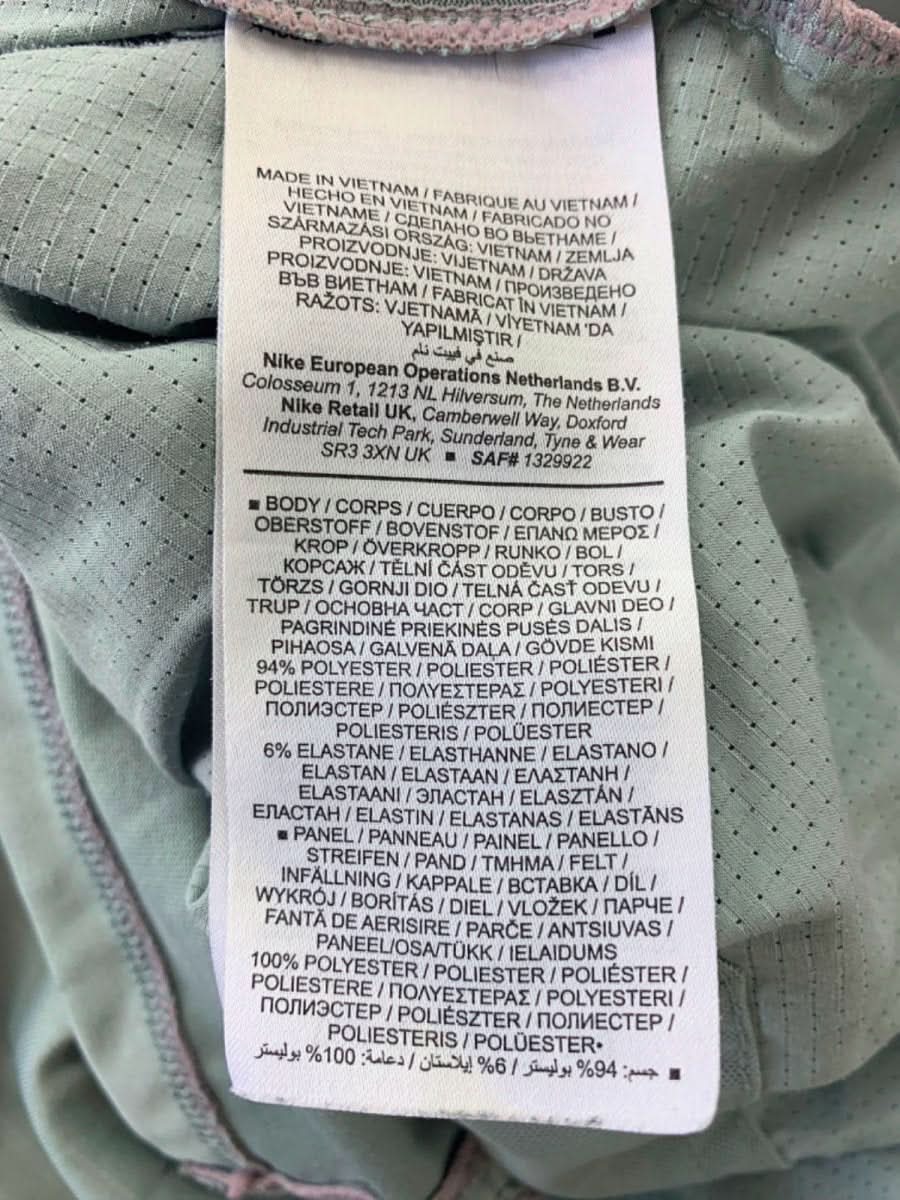 MADE IN VIETNAM / FABRIQUE AU VIETNAM /
HECHO EN VIETNAM / FABRICADO NO
VIETNAME / СДЕЛАНО ВО ВЬЕТНАМЕ /
SZÁRMAZÁSI ORSZÁG: VIETNAM / ZEMLJA
PROIZVODNJE: VIJETNAM / DRŽAVA
PROIZVODNJE: VIETNAM / ПРОИЗВЕДЕНО
ВЪВ ВИЕТНАМ / FABRICAT ÎN VIETNAM /
RAŽOTS: VJETNAMĀ / VİYETNAM 'DA
YAPILMIŞTIR /
صنع في فييت نام
Nike European Operations Netherlands B.V.
Colosseum 1, 1213 NL Hilversum, The Netherlands
Nike Retail UK, Camberwell Way, Doxford
Industrial Tech Park, Sunderland, Tyne & Wear
SR3 3XN UK ■ SAF# 1329922
■ BODY / CORPS / CUERPO / CORPO / BUSTO /
OBERSTOFF / BOVENSTOF / ΕΠΑΝΩ ΜΕΡΟΣ /
KROP / ÖVERKROPP / RUNKO / BOL /
КОРСАЖ / TĚLNÍ ČÁST ODĚVU / TORS /
TÖRZS / GORNJI DIO / TELNÁ ČASŤ ODEVU /
TRUP / ОСНОВНА ЧАСТ / CORP / GLAVNI DEO /
PAGRINDINĖ PRIEKINĖS PUSĖS DALIS /
PIHAOSA / GALVENĀ DAĻA / GÖVDE KISMI
94% POLYESTER / POLIESTER / POLIÉSTER /
POLIESTERE / ΠΟΛΥΕΣΤΕΡΑΣ / POLYESTERI /
ПОЛИЭСТЕР / POLIÉSZTER / ПОЛИЕСТЕР /
POLIESTERIS / POLÜESTER
6% ELASTANE / ELASTHANNE / ELASTANO /
ELASTAN / ELASTAAN / ΕΛΑΣΤΑΝΗ /
ELASTAANI / ЭЛАСТАН / ELASZTÁN /
ЕЛАСТАН / ELASTIN / ELASTANAS / ELASTĀNS
■ PANEL / PANNEAU / PAINEL / PANELLO /
STREIFEN / PAND / ΤΜΗΜΑ / FELT /
INFÄLLNING / KAPPALE / ВСТАВКА / DÍL /
WYKRÓJ / BORÍTÁS / DIEL / VLOŽEK / ПАРЧЕ /
FANTĂ DE AERISIRE / PARČE / ANTSIUVAS /
PANEEL/OSA/TÜKK / IELAIDUMS
100% POLYESTER / POLIESTER / POLIÉSTER /
POLIESTERE / ΠΟΛΥΕΣΤΕΡΑΣ / POLYESTERI /
ПОЛИЭСТЕР / POLIÉSZTER / ПОЛИЕСТЕР /
POLIESTERIS / POLÜESTER•
■ جسم: 94% بوليستر / 6% إيلاستان / دعامة: 100% بوليستر